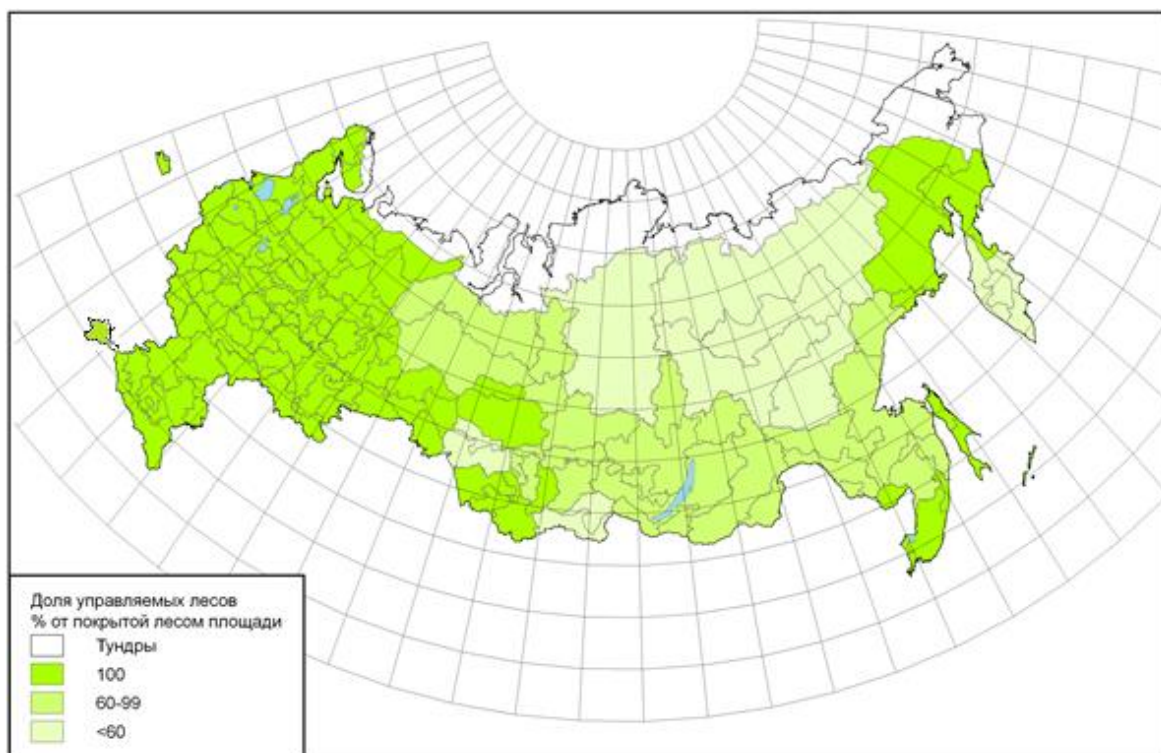 Доля управляемых лесов
% от покрытой лесом площади
Тундры
100
60-99
<60